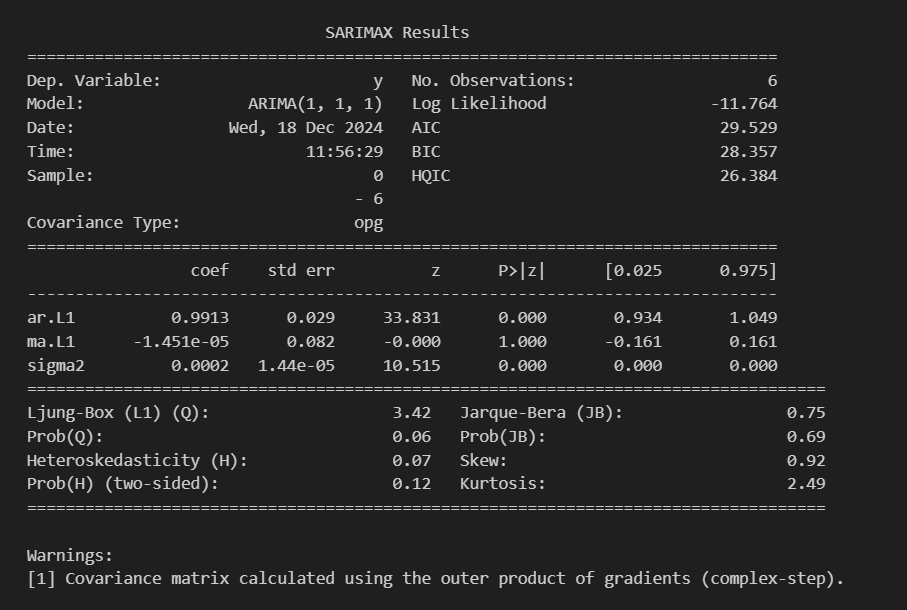 SARIMAX Results
==============================================================================
Dep. Variable:                      y   No. Observations:                    6
Model:                 ARIMA(1, 1, 1)   Log Likelihood                 -11.764
Date:                Wed, 18 Dec 2024   AIC                             29.529
Time:                        11:56:29   BIC                             28.357
Sample:                             0   HQIC                            26.384
- 6
Covariance Type:                  opg
==============================================================================
coef    std err          z      P>|z|      [0.025      0.975]
------------------------------------------------------------------------------
ar.L1          0.9913      0.029     33.831      0.000       0.934       1.049
ma.L1      -1.451e-05      0.082     -0.000      1.000      -0.161       0.161
sigma2         0.0002   1.44e-05     10.515      0.000       0.000       0.000
===================================================================================
Ljung-Box (L1) (Q):                   3.42   Jarque-Bera (JB):                 0.75
Prob(Q):                              0.06   Prob(JB):                         0.69
Heteroskedasticity (H):               0.07   Skew:                             0.92
Prob(H) (two-sided):                  0.12   Kurtosis:                         2.49
===================================================================================
Warnings:
[1] Covariance matrix calculated using the outer product of gradients (complex-step).